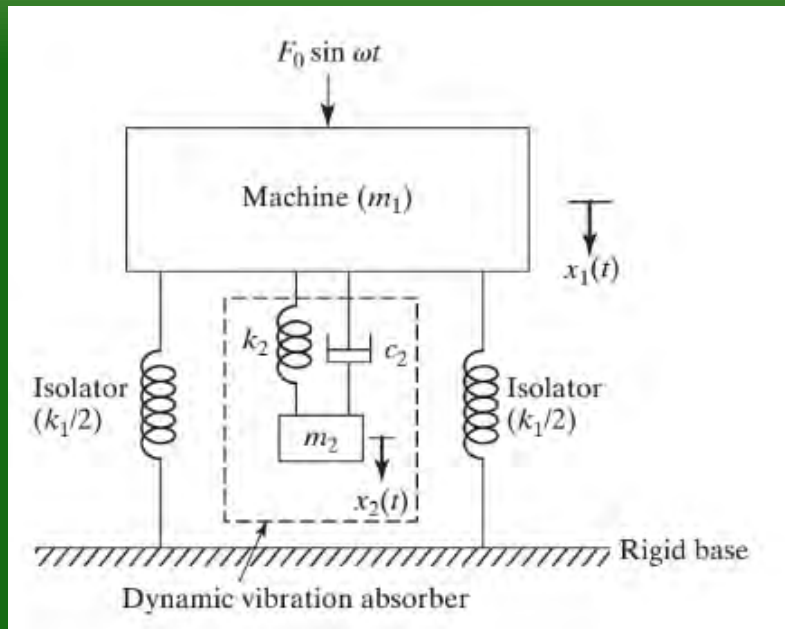 F₀ sin ωt
Machine (m₁)
x₁(t)
k₂
c₂
Isolator
(k₁/2)
Isolator
(k₁/2)
m₂
x₂(t)
Rigid base
Dynamic vibration absorber